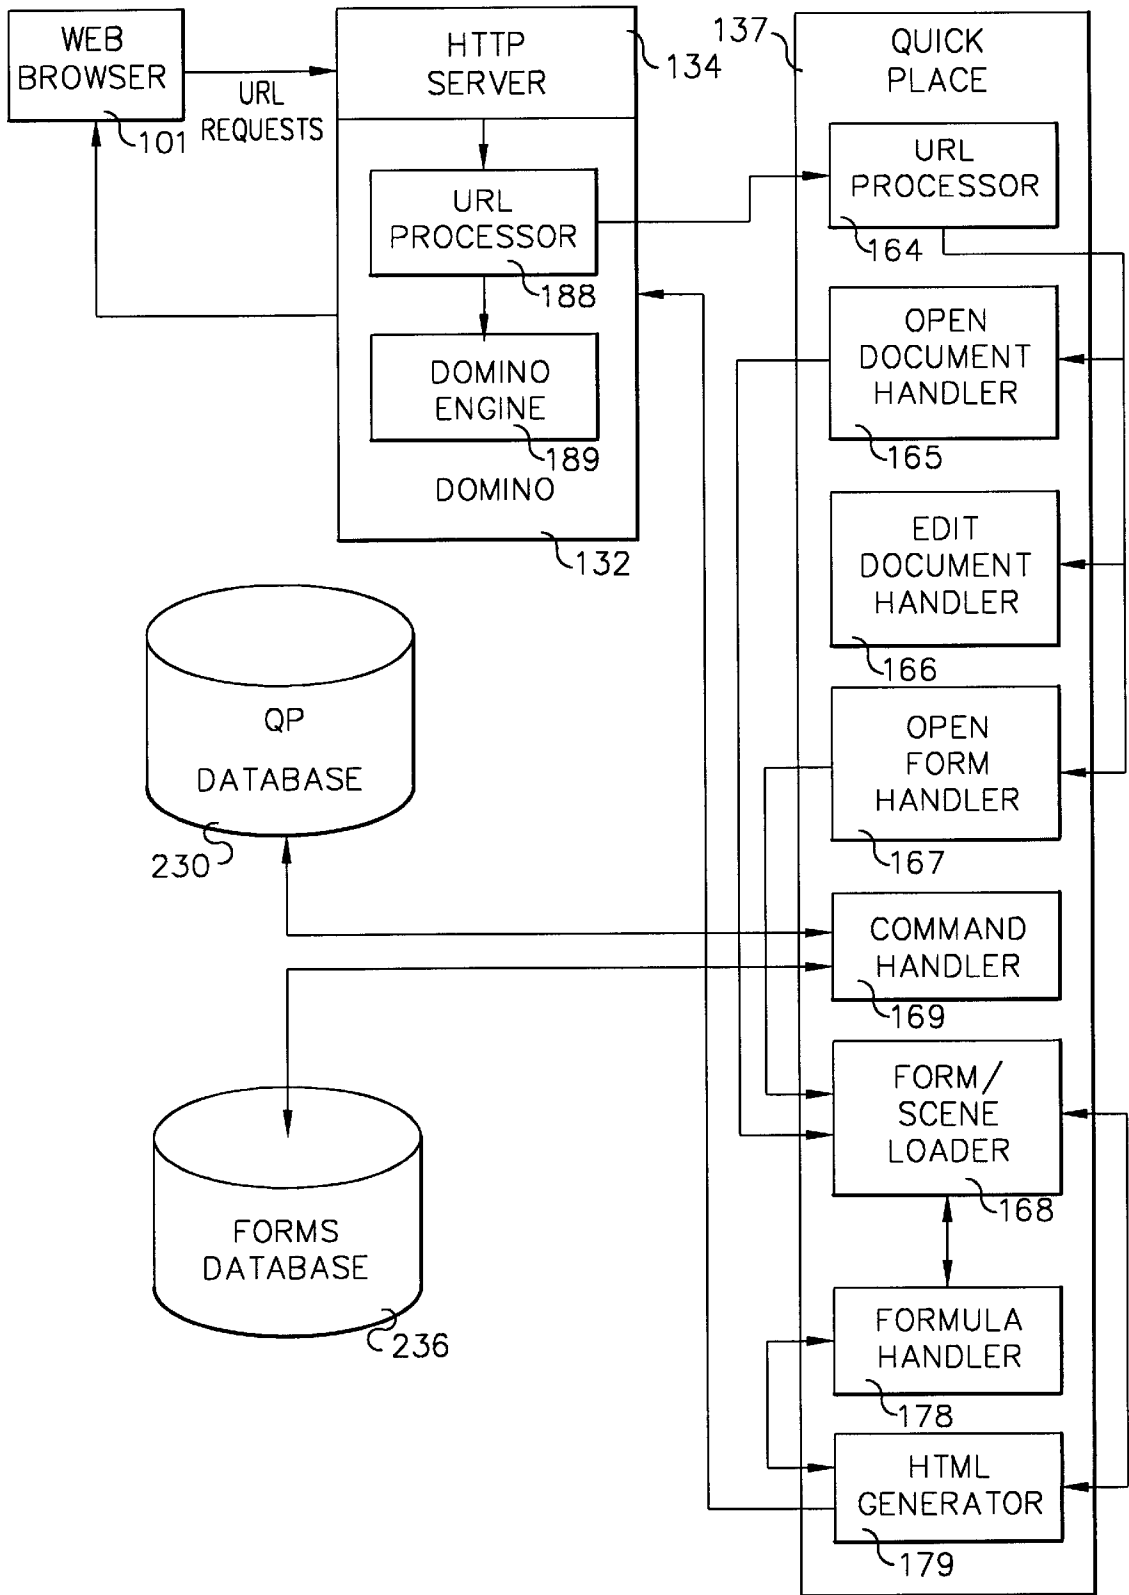 WEB
BROWSER
101
URL
REQUESTS
HTTP
SERVER
134
URL
PROCESSOR
188
DOMINO
ENGINE
189
DOMINO
132
137
QUICK
PLACE
URL
PROCESSOR
164
OPEN
DOCUMENT
HANDLER
165
EDIT
DOCUMENT
HANDLER
166
OPEN
FORM
HANDLER
167
COMMAND
HANDLER
169
FORM/
SCENE
LOADER
168
FORMULA
HANDLER
178
HTML
GENERATOR
179
QP
DATABASE
230
FORMS
DATABASE
236